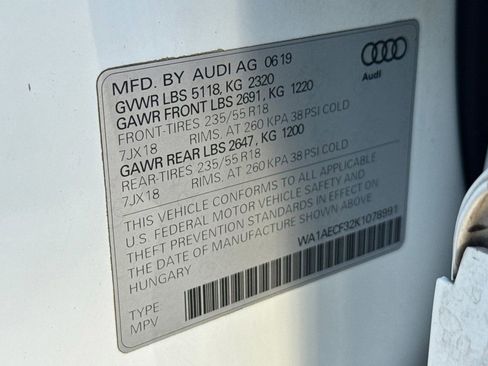 MFD. BY AUDI AG 06 19
GVWR LBS 5118, KG 2320
GAWR FRONT LBS 2691, KG 1220
FRONT-TIRES 235/55 R18
7JX18 RIMS, AT 260 KPA 38 PSI COLD
GAWR REAR LBS 2647, KG 1200
REAR-TIRES 235/55 R18
7JX18 RIMS, AT 260 KPA 38 PSI COLD
THIS VEHICLE CONFORMS TO ALL APPLICABLE
U.S. FEDERAL MOTOR VEHICLE SAFETY AND
THEFT PREVENTION STANDARDS IN EFFECT ON
THE DATE OF MANUFACTURE SHOWN ABOVE
HUNGARY
WA1AECF32K1078991
TYPE
MPV
Audi